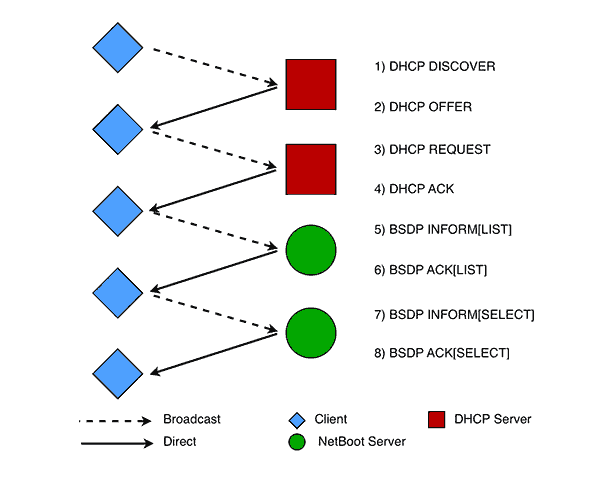 1) DHCP DISCOVER
2) DHCP OFFER
3) DHCP REQUEST
4) DHCP ACK
5) BSDP INFORM[LIST]
6) BSDP ACK[LIST]
7) BSDP INFORM[SELECT]
8) BSDP ACK[SELECT]
Broadcast Client DHCP Server
Direct NetBoot Server